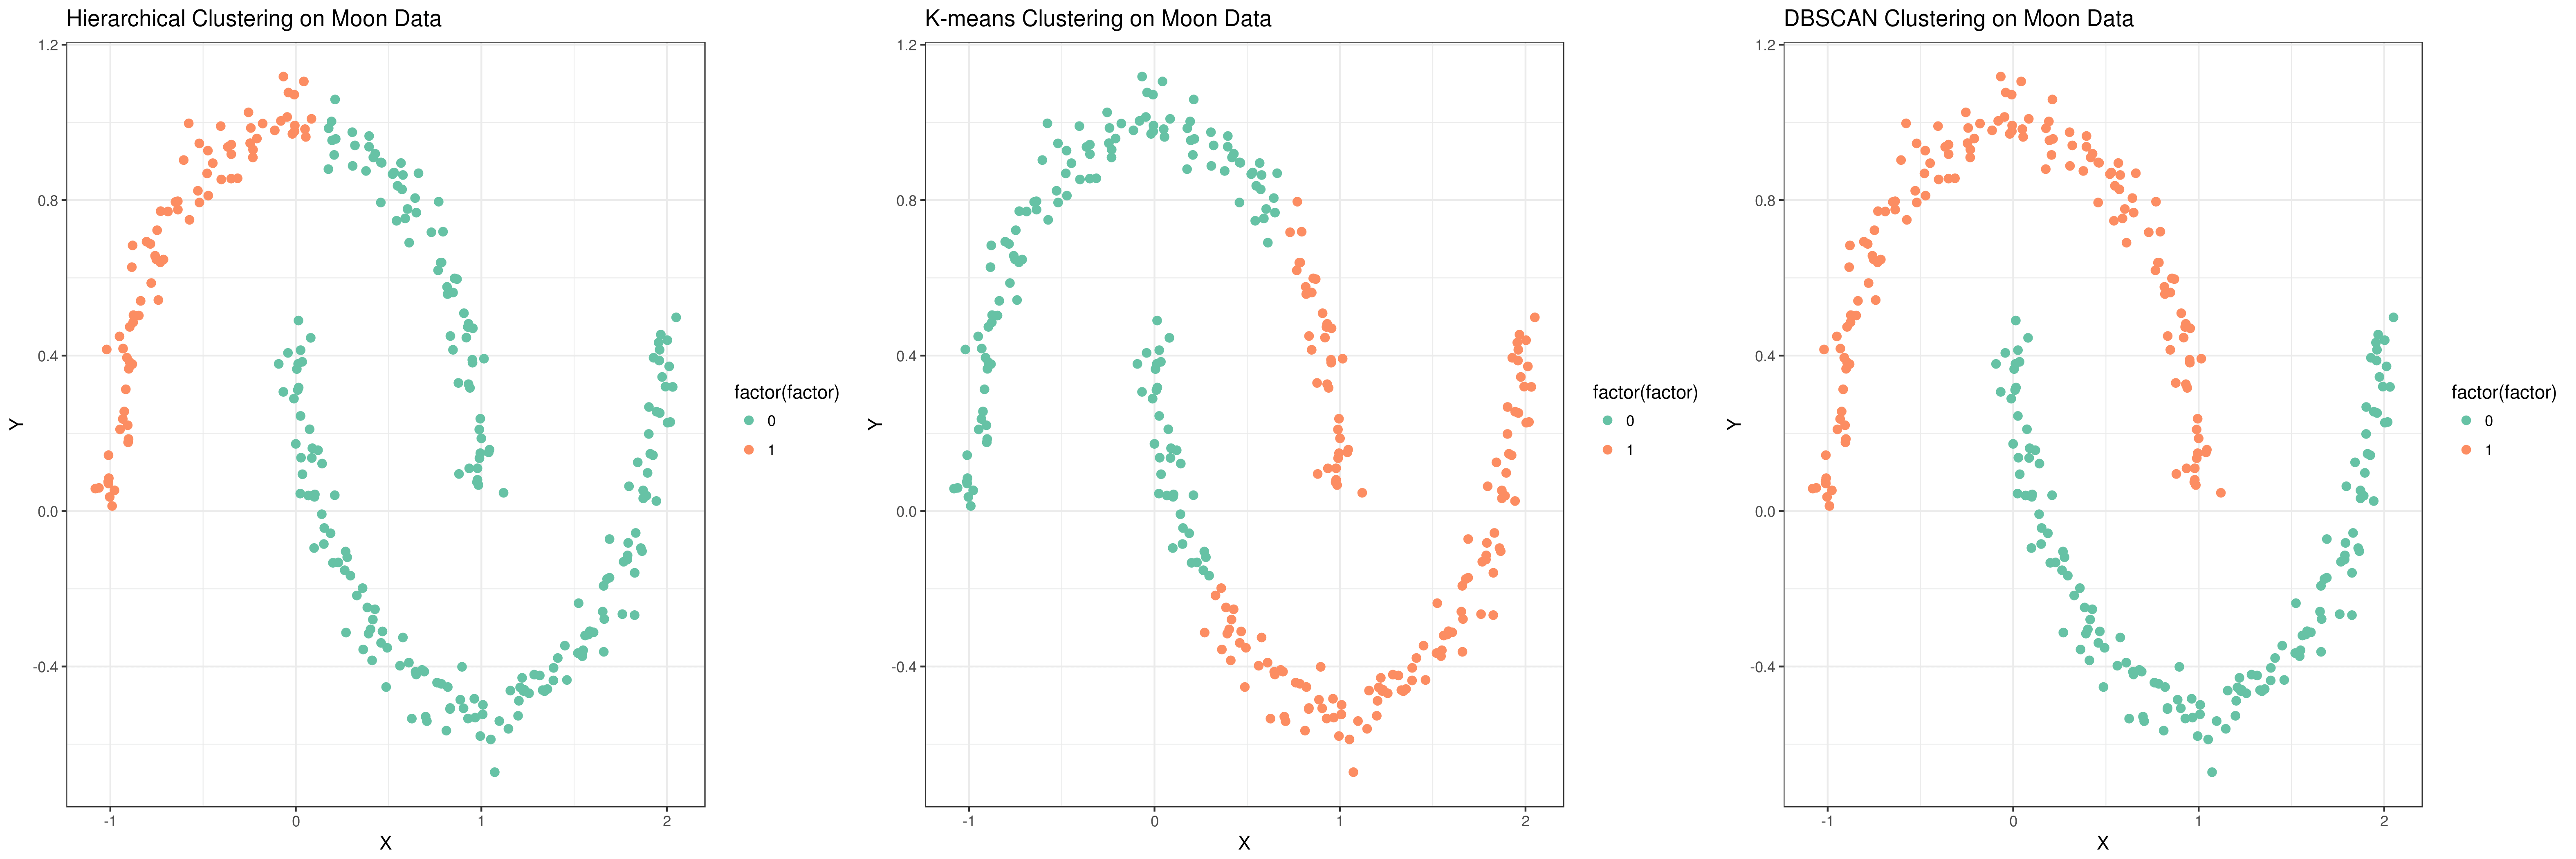 Hierarchical Clustering on Moon Data
1.2
0.8
0.4
0.0
-0.4
Y
-1 0 1 2
X
factor(factor)
0
1
K-means Clustering on Moon Data
1.2
0.8
0.4
0.0
-0.4
Y
-1 0 1 2
X
factor(factor)
0
1
DBSCAN Clustering on Moon Data
1.2
0.8
0.4
0.0
-0.4
Y
-1 0 1 2
X
factor(factor)
0
1